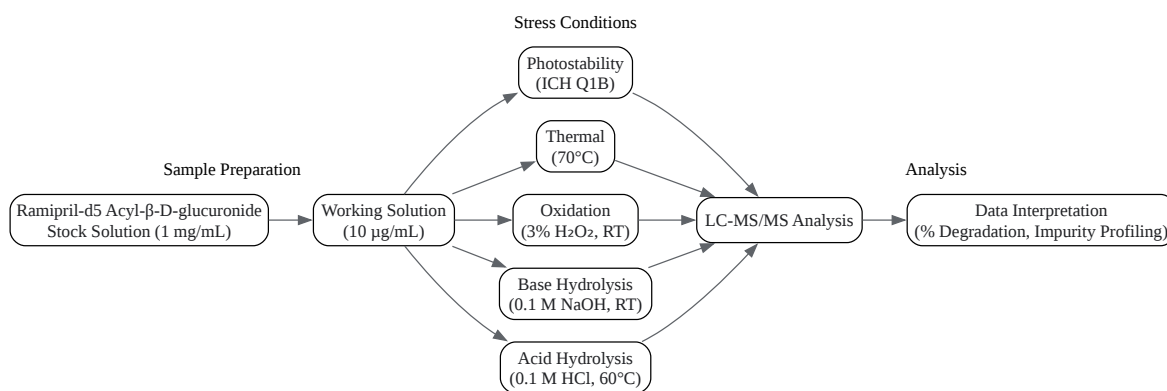 Stress Conditions
Photostability
(ICH Q1B)
Thermal
(70°C)
Sample Preparation
Analysis
Ramipril-d5 Acyl-β-D-glucuronide
Stock Solution (1 mg/mL)
Working Solution
(10 µg/mL)
Oxidation
(3% H₂O₂, RT)
LC-MS/MS Analysis
Data Interpretation
(% Degradation, Impurity Profiling)
Base Hydrolysis
(0.1 M NaOH, RT)
Acid Hydrolysis
(0.1 M HCl, 60°C)